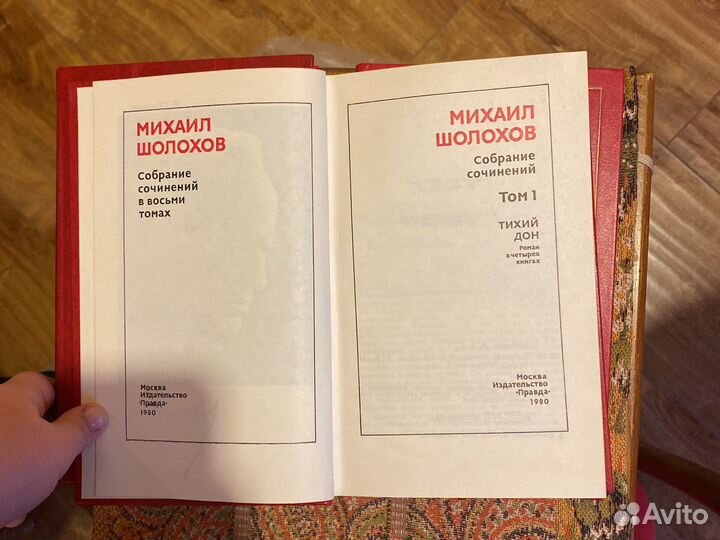 МИХАИЛ
ШОЛОХОВ
Собрание
сочинений
в восьми
томах
Москва
Издательство
·Правда·
1980
МИХАИЛ
ШОЛОХОВ
Собрание
сочинений
Том 1
ТИХИЙ
ДОН
Роман
в четырех
книгах
Москва
Издательство
·Правда·
1980
Avito